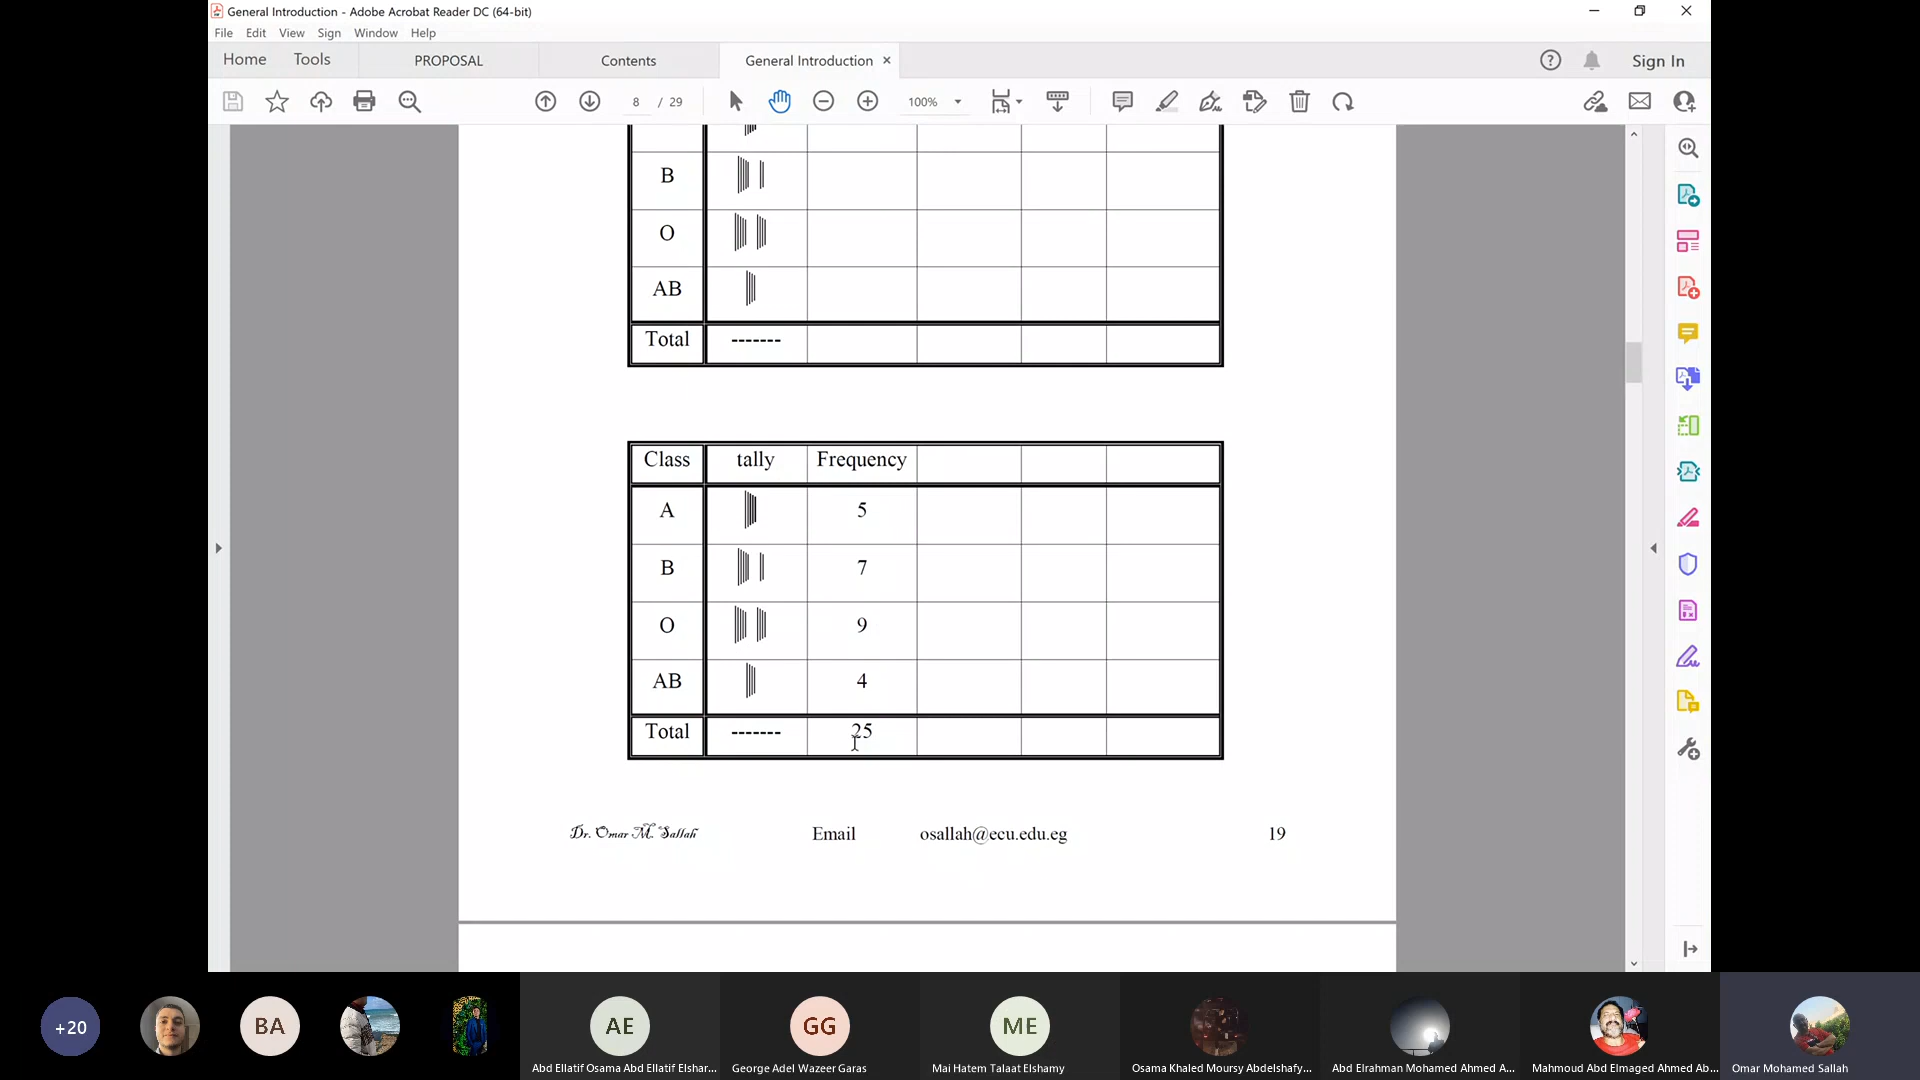 General Introduction - Adobe Acrobat Reader DC (64-bit)
File Edit View Sign Window Help
Home Tools PROPOSAL Contents General Introduction × Sign In
8 / 29 100%
B
O
AB
Total -------
Class tally Frequency
A 5
B 7
O 9
AB 4
Total ------- 25
Dr. Omar M. Sallah Email osallah@ecu.edu.eg 19
+20 BA AE GG ME
Abd Ellatif Osama Abd Ellatif Elshar... George Adel Wazeer Garas Mai Hatem Talaat Elshamy Osama Khaled Moursy Abdelshafy... Abd Elrahman Mohamed Ahmed A... Mahmoud Abd Elmaged Ahmed Ab... Omar Mohamed Sallah